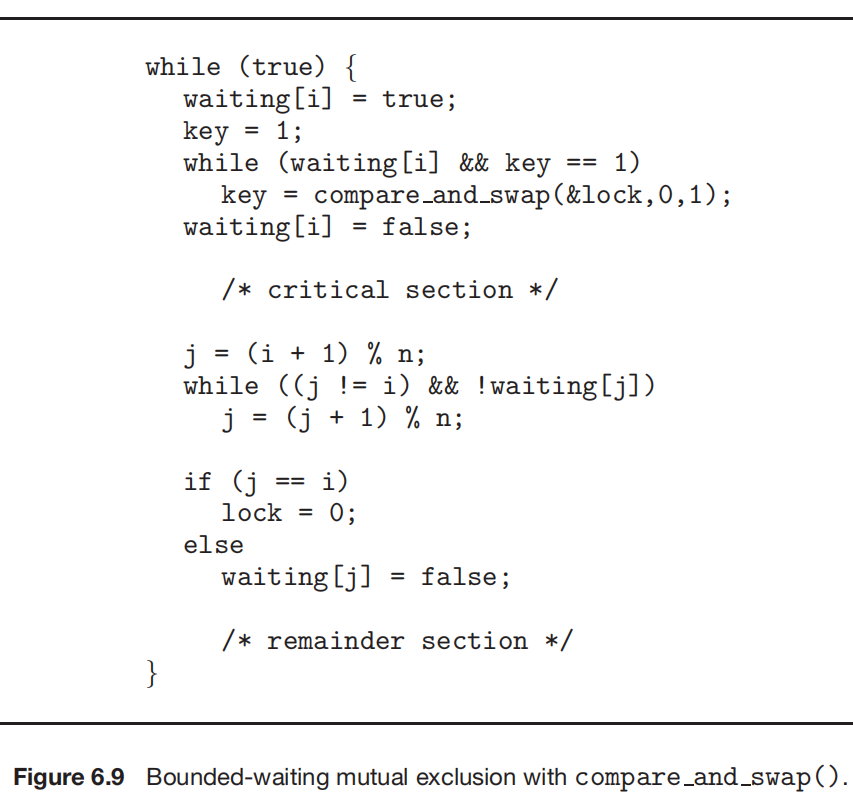 while (true) {
waiting[i] = true;
key = 1;
while (waiting[i] && key == 1)
key = compare_and_swap(&lock,0,1);
waiting[i] = false;
/* critical section */
j = (i + 1) % n;
while ((j != i) && !waiting[j])
j = (j + 1) % n;
if (j == i)
lock = 0;
else
waiting[j] = false;
/* remainder section */
}
Figure 6.9 Bounded-waiting mutual exclusion with compare_and_swap().